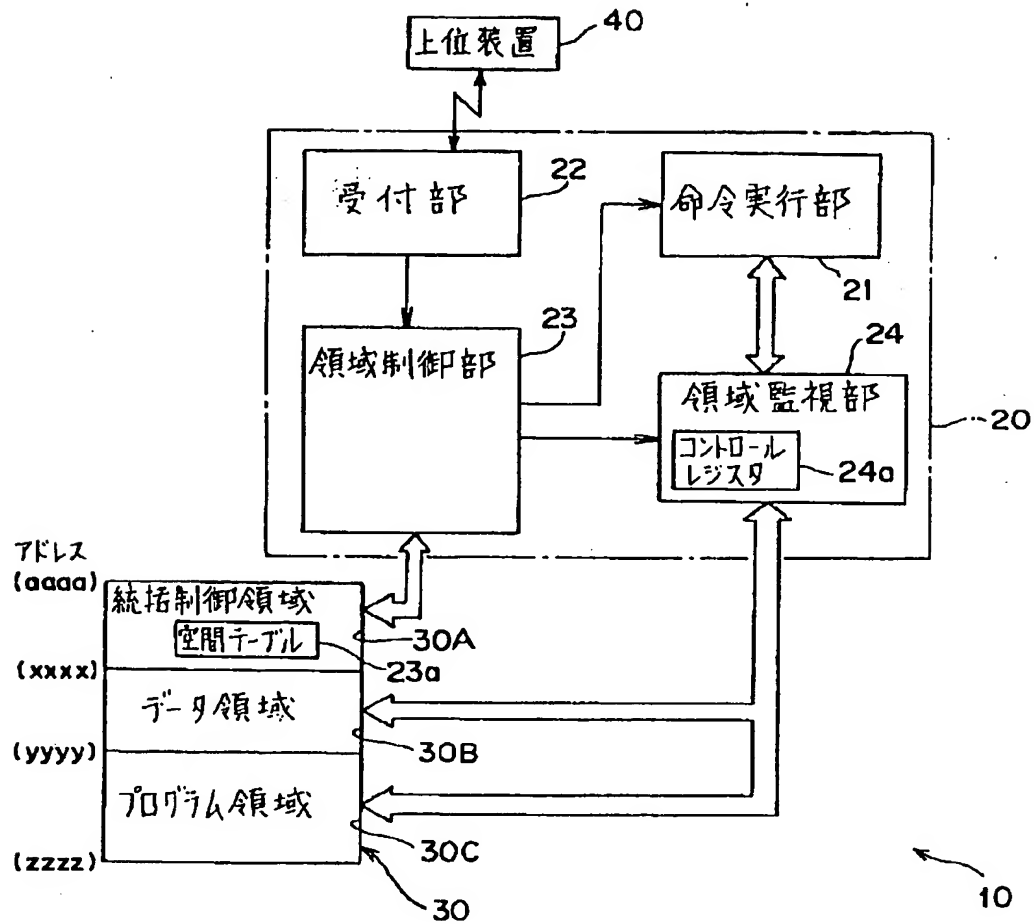 上位装置
40
受付部
22
命令実行部
21
領域制御部
23
領域監視部
24
コントロール
レジスタ
24a
20
アドレス
(aaaa)
統括制御領域
空間テーブル
30A
23a
(xxxx)
データ領域
30B
(yyyy)
プログラム領域
30C
(zzzz)
30
10